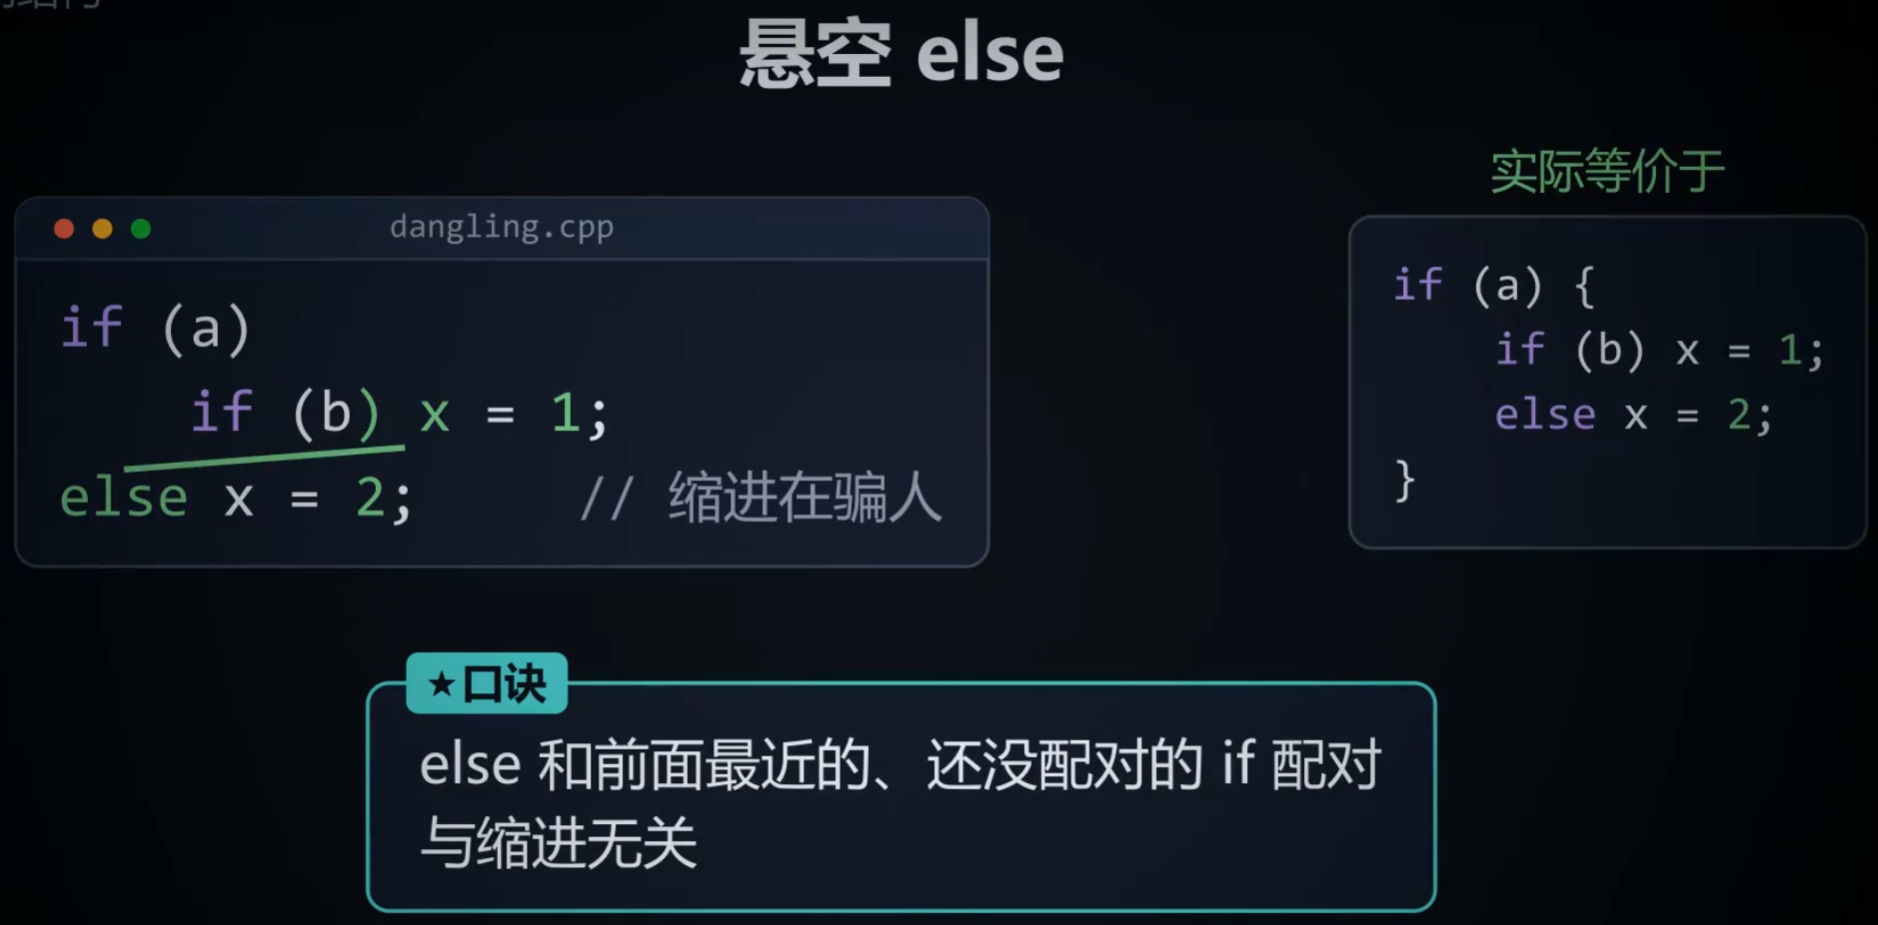 悬空 else
dangling.cpp
if (a)
if (b) x = 1;
else x = 2; // 缩进在骗人
实际等价于
if (a) {
if (b) x = 1;
else x = 2;
}
★口诀
else 和前面最近的、还没配对的 if 配对
与缩进无关